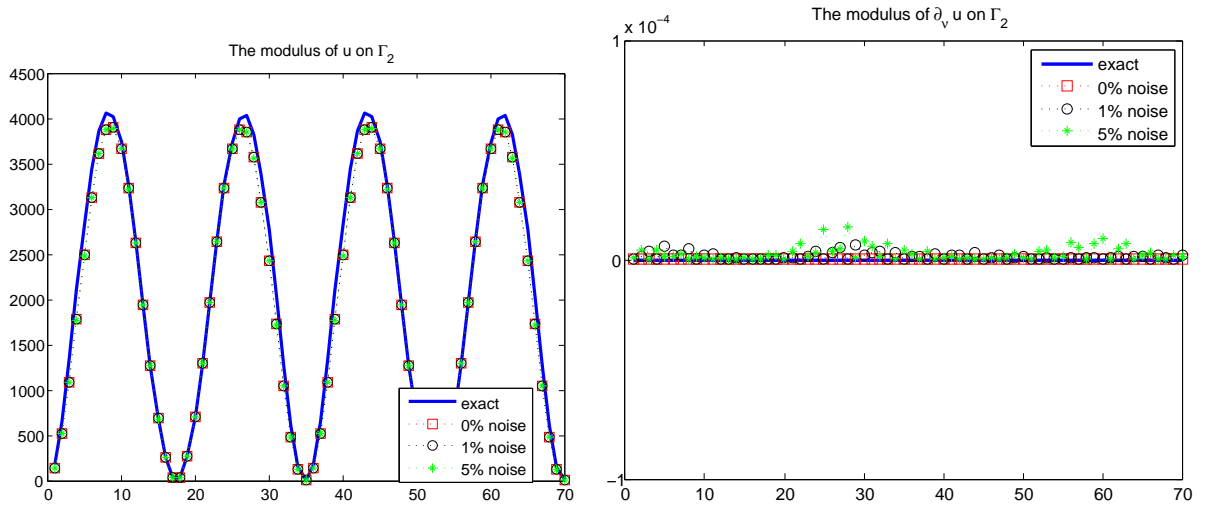 The modulus of u on Γ2
4500
4000
3500
3000
2500
2000
1500
1000
500
0
0 10 20 30 40 50 60 70
exact
0% noise
1% noise
5% noise
The modulus of ∂ν u on Γ2
x 10^-4
1
0
−1
0 10 20 30 40 50 60 70
exact
0% noise
1% noise
5% noise